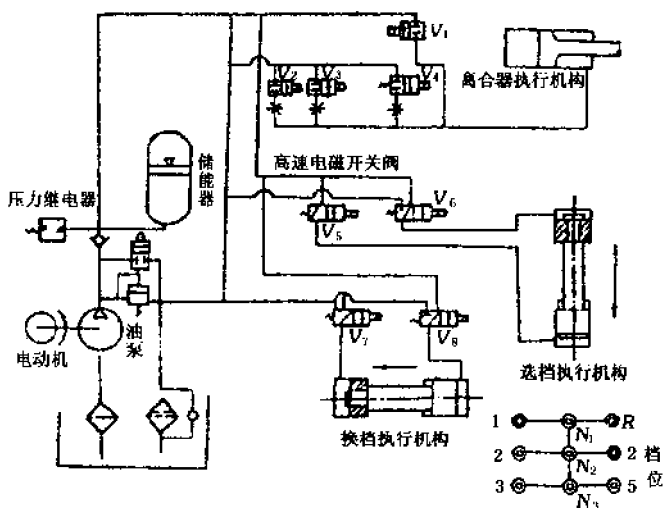 V1
V2 V3 V4
离合器执行机构
储能器
高速电磁开关阀
压力继电器
V5
V6
油泵
电动机
V7
V8
选档执行机构
换档执行机构
1 N1 R
2 N2 2
3 N3 5
档位